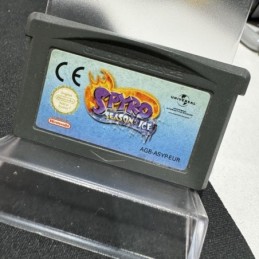 CE
SPYRO
SEASON OF ICE
UNIVERSAL
Nintendo
AGB-ASYP-EUR